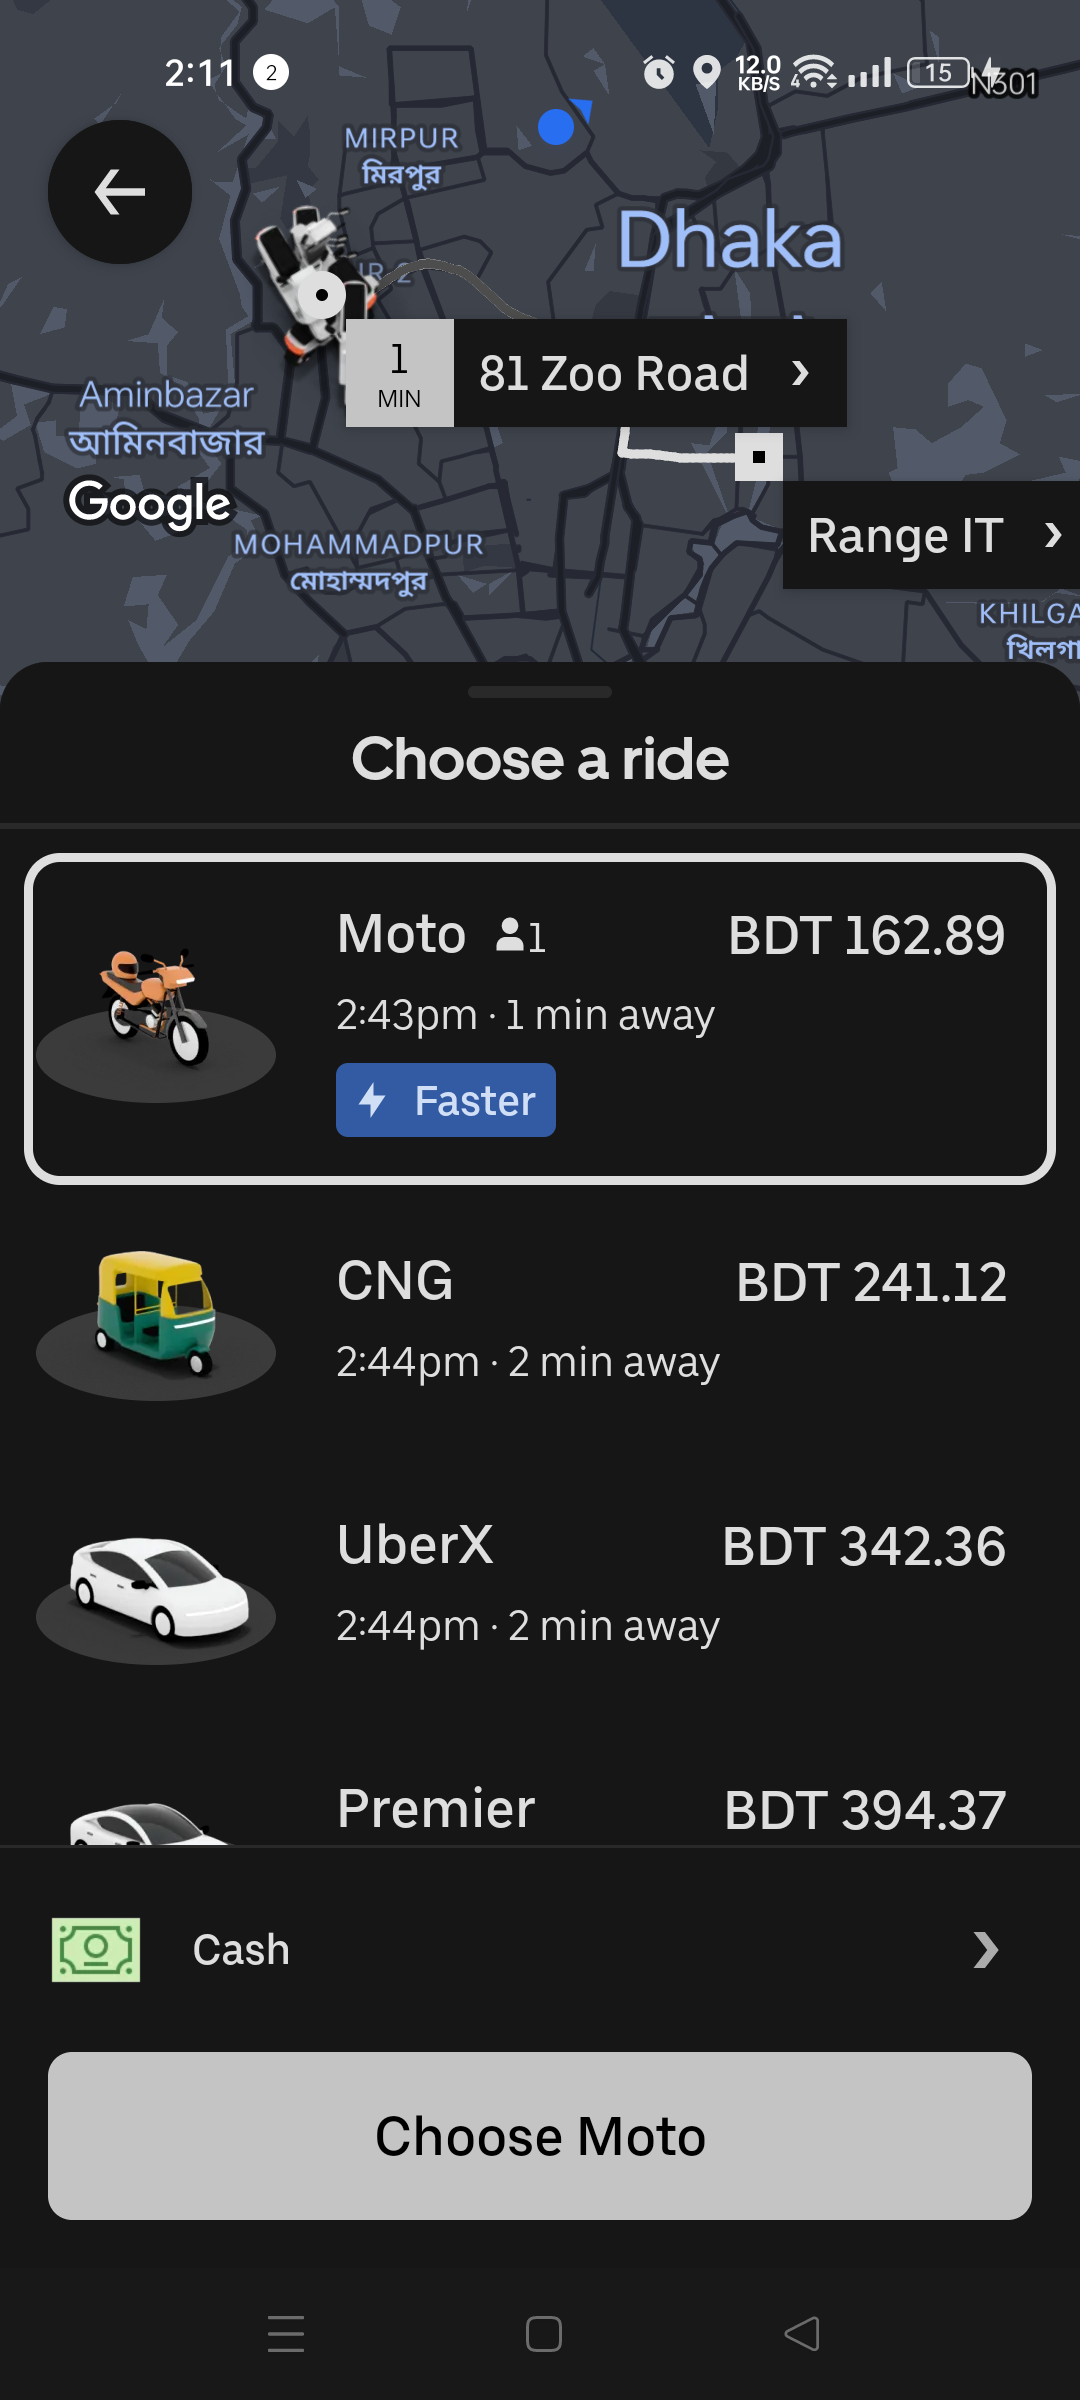 2:11 2
12.0
KB/S
4
15
N501
MIRPUR
মিরপুর
Dhaka
1
MIN
81 Zoo Road
Aminbazar
আমিনবাজার
Google
MOHAMMADPUR
মোহাম্মদপুর
Range IT
KHILGA
খিলগা
Choose a ride
Moto 1 BDT 162.89
2:43pm · 1 min away
Faster
CNG BDT 241.12
2:44pm · 2 min away
UberX BDT 342.36
2:44pm · 2 min away
Premier BDT 394.37
Cash
Choose Moto